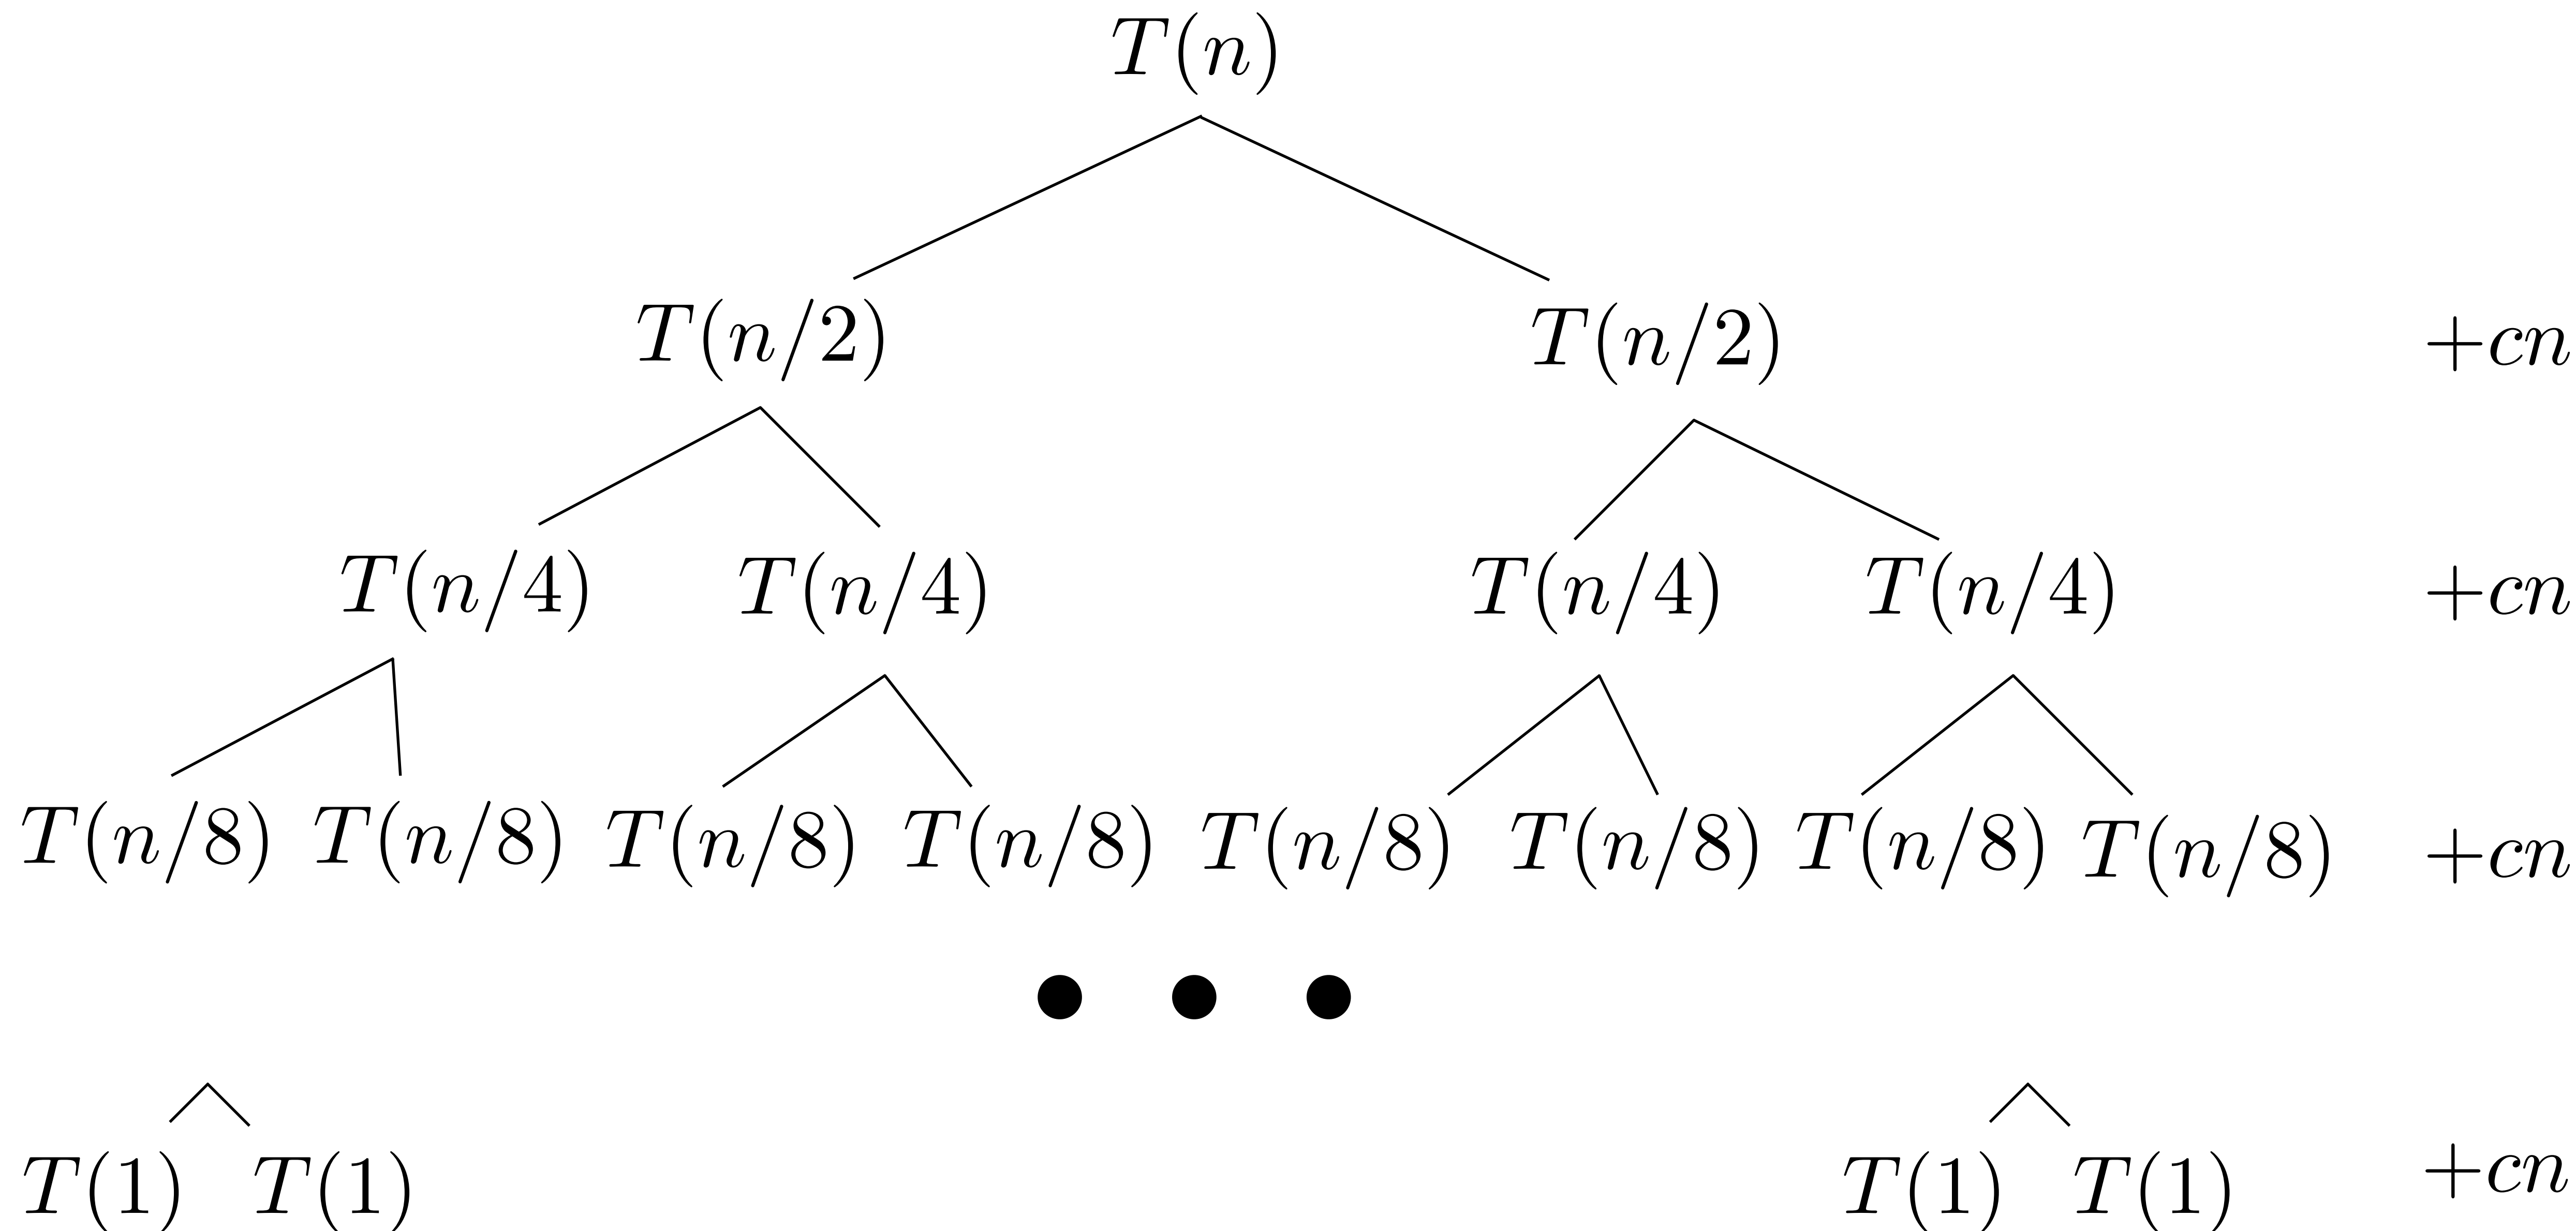 T(n)
T(n/2) T(n/2) +cn
T(n/4) T(n/4) T(n/4) T(n/4) +cn
T(n/8) T(n/8) T(n/8) T(n/8) T(n/8) T(n/8) T(n/8) T(n/8) +cn
• • •
T(1) T(1) T(1) T(1) +cn